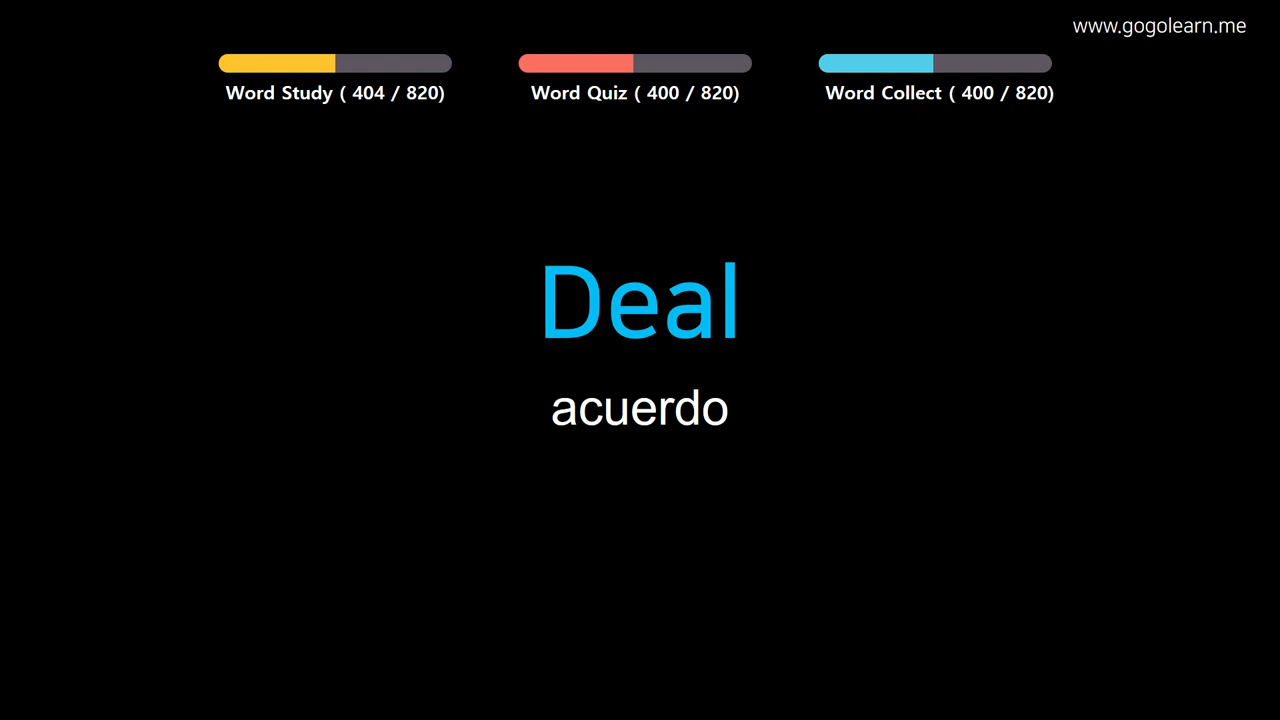 www.gogolearn.me
Word Study ( 404 / 820)
Word Quiz ( 400 / 820)
Word Collect ( 400 / 820)
Deal
acuerdo